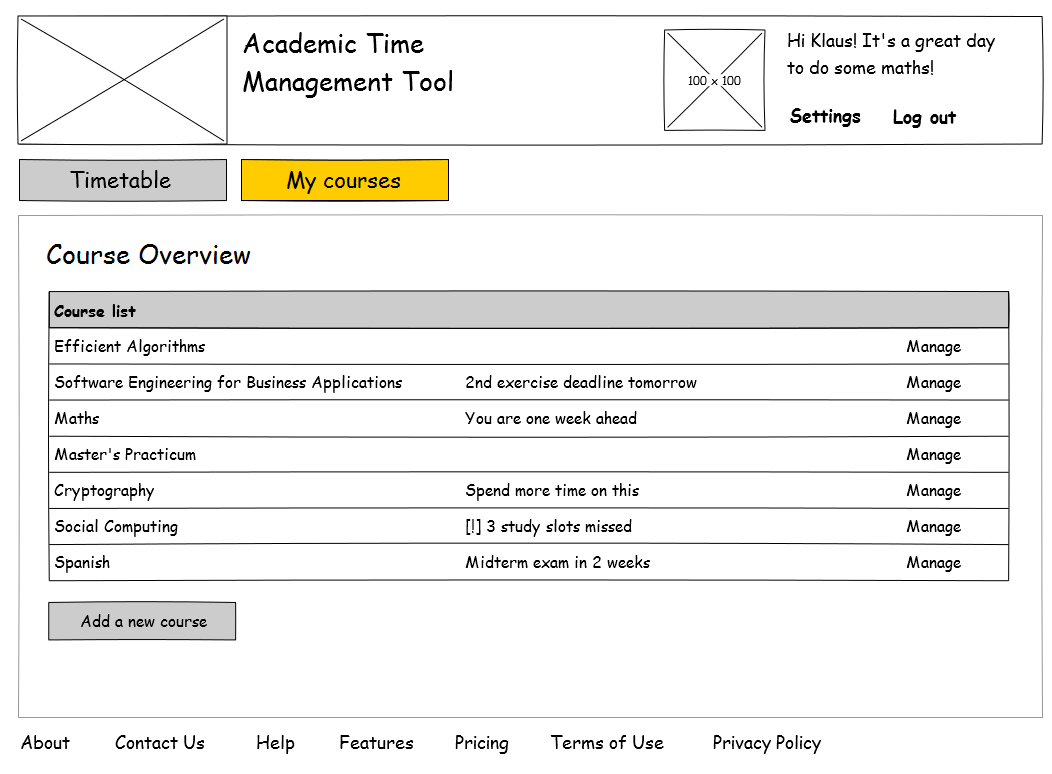 Academic Time
Management Tool
100 x 100
Hi Klaus! It's a great day
to do some maths!
Settings Log out
Timetable My courses
Course Overview
Course list
Efficient Algorithms Manage
Software Engineering for Business Applications 2nd exercise deadline tomorrow Manage
Maths You are one week ahead Manage
Master's Practicum Manage
Cryptography Spend more time on this Manage
Social Computing [!] 3 study slots missed Manage
Spanish Midterm exam in 2 weeks Manage
Add a new course
About Contact Us Help Features Pricing Terms of Use Privacy Policy